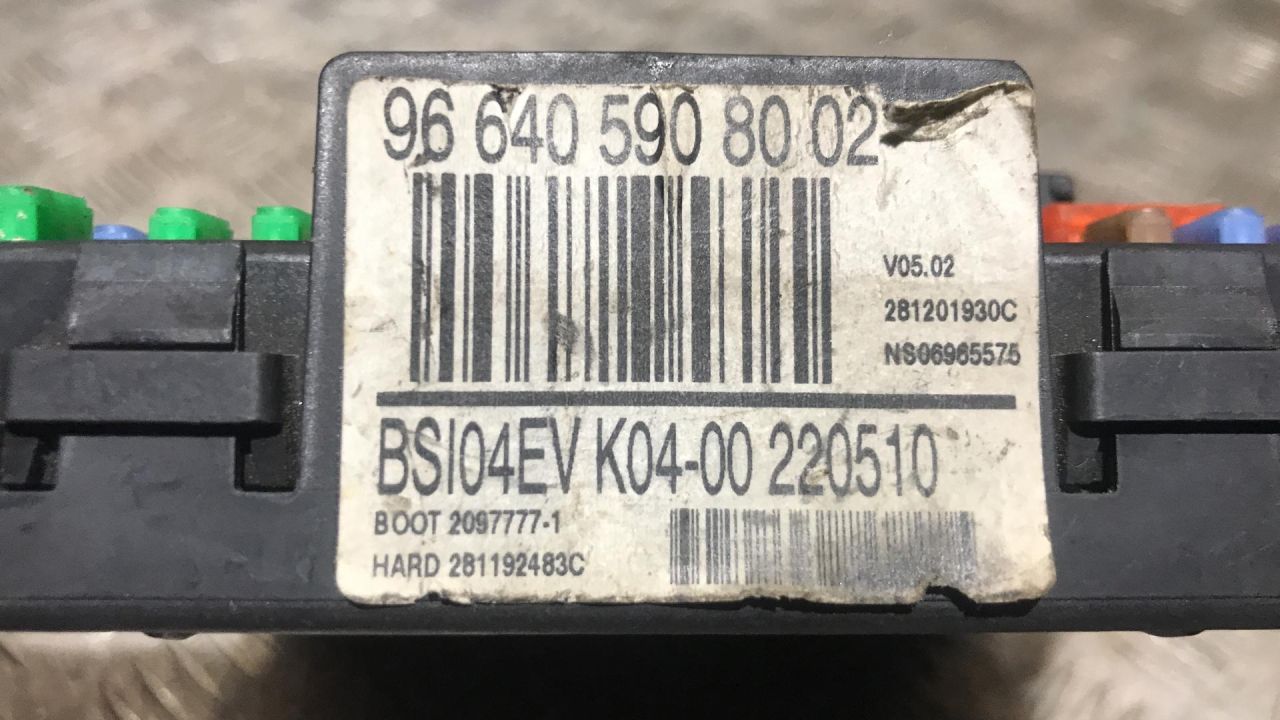 96 640 590 80 02
V05.02
281201930C
NS06965575
BSI04EV K04-00 220510
BOOT 2097777-1
HARD 281192483C